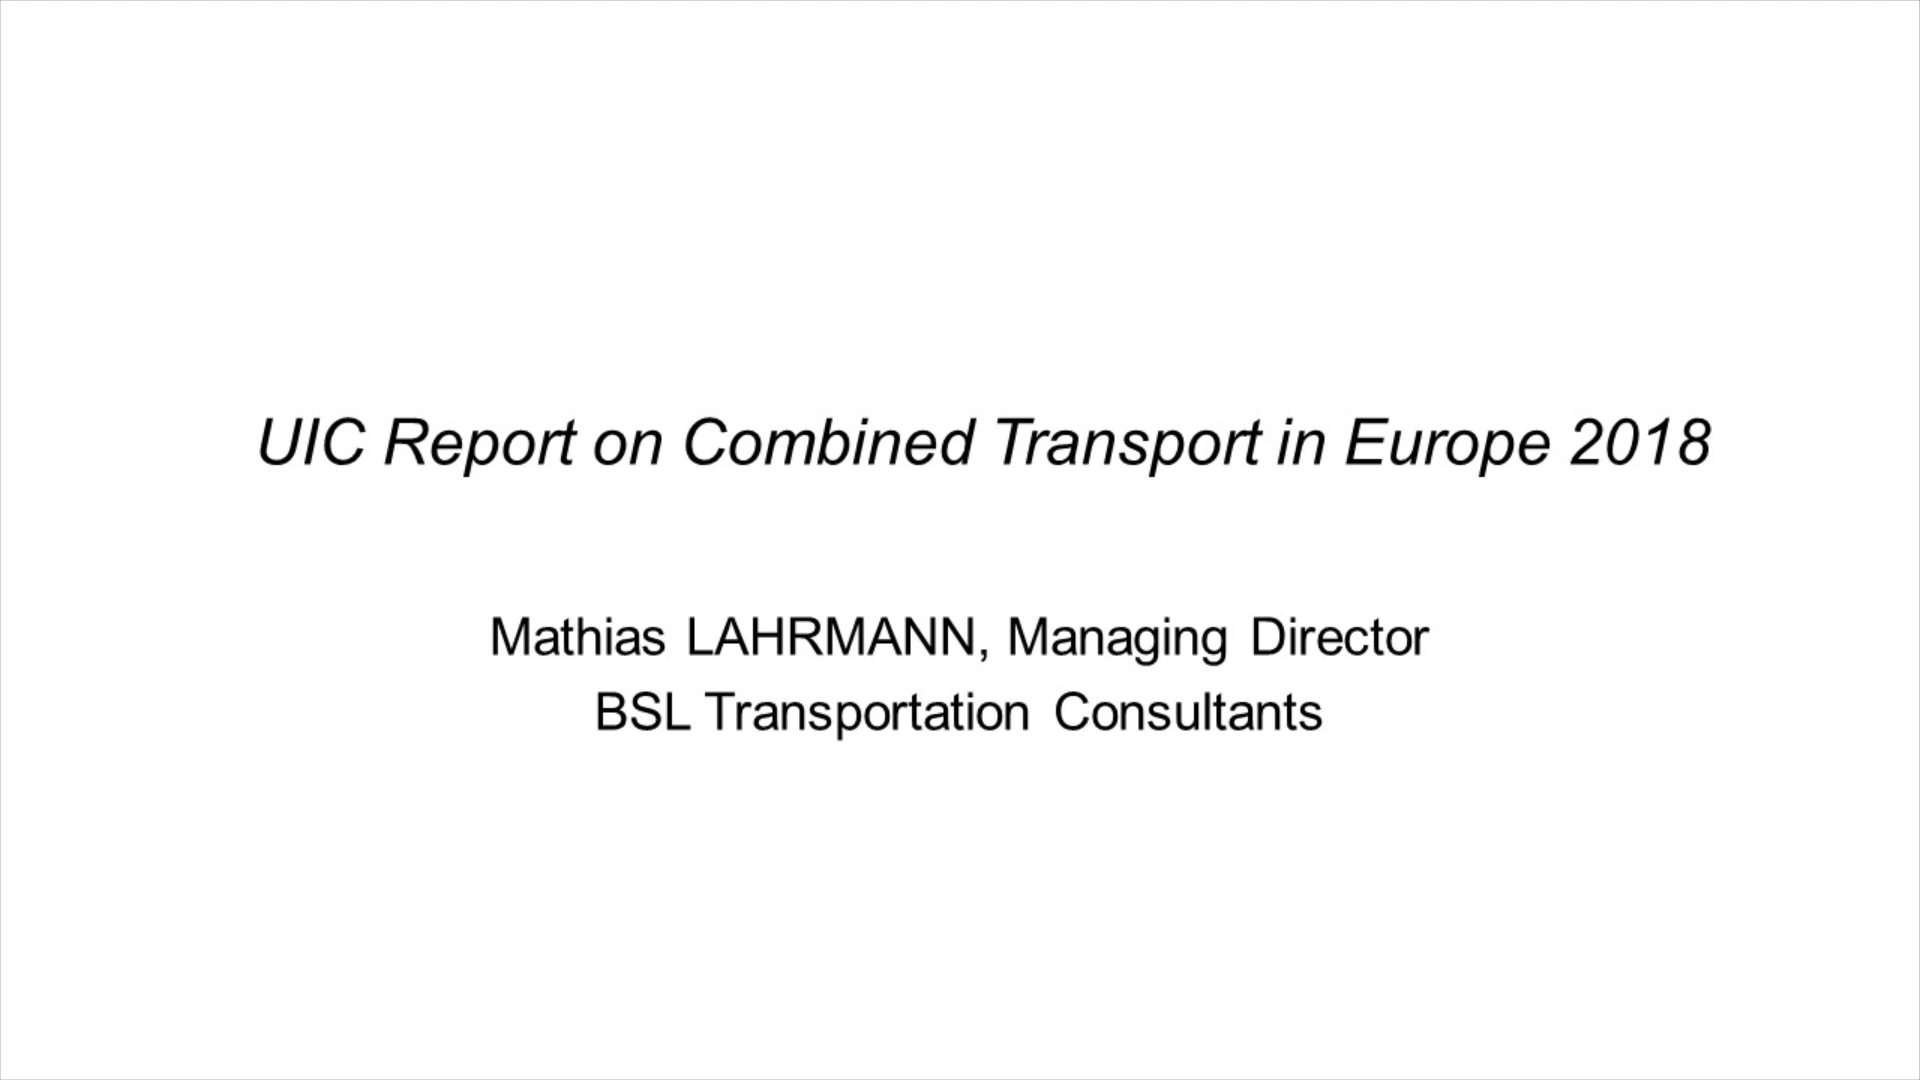 UIC Report on Combined Transport in Europe 2018
Mathias LAHRMANN, Managing Director
BSL Transportation Consultants